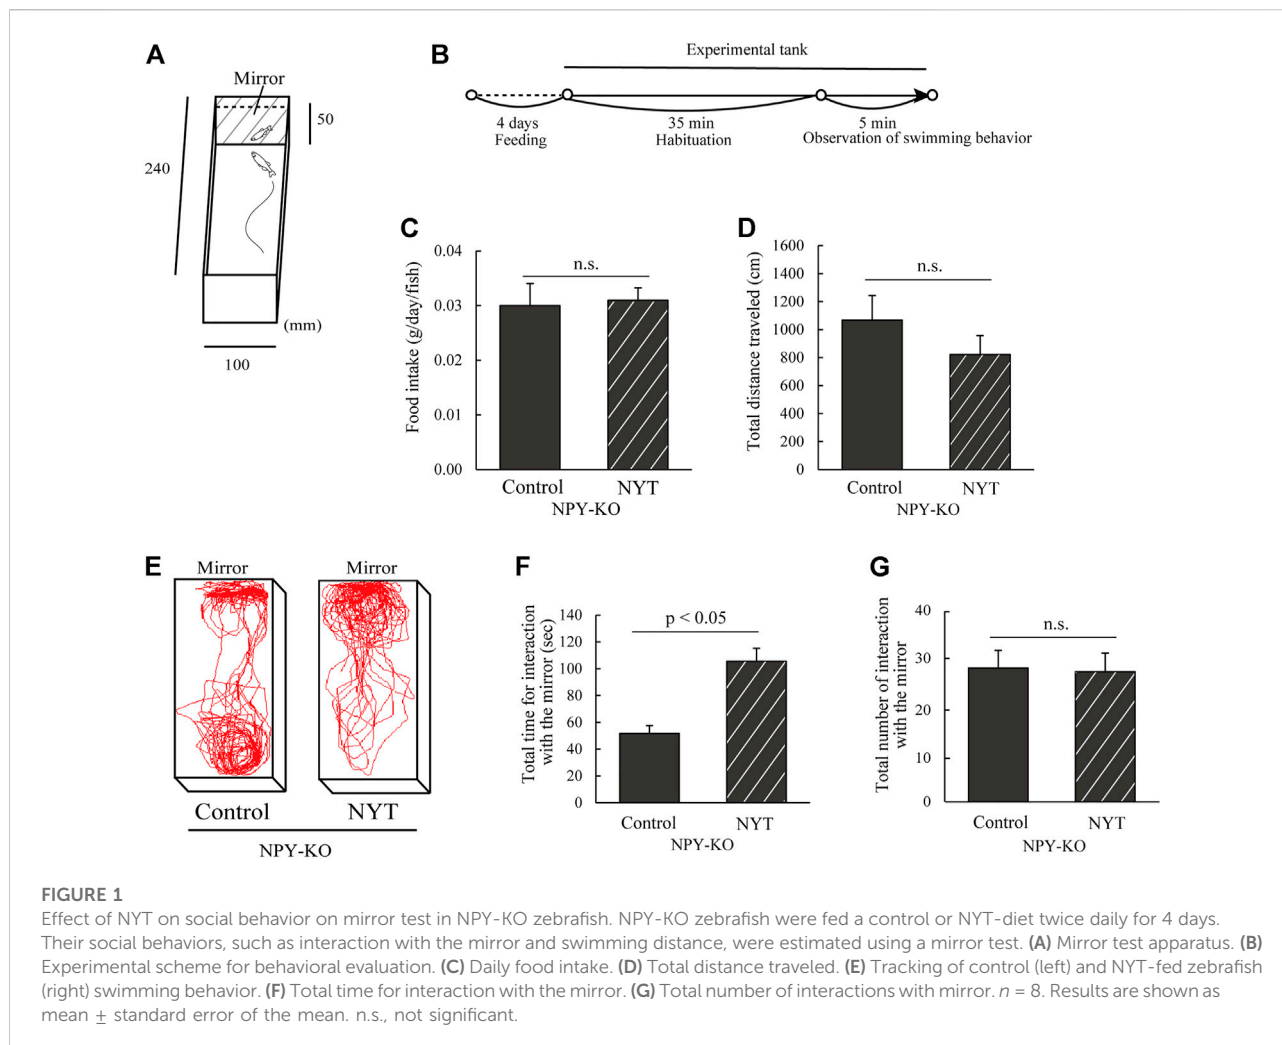 A
Mirror
50
240
(mm)
100
B
Experimental tank
4 days
Feeding
35 min
Habituation
5 min
Observation of swimming behavior
C
Food intake (g/day/fish)
0.04
0.03
0.02
0.01
0.00
n.s.
Control
NYT
NPY-KO
D
Total distance traveled (cm)
1600
1400
1200
1000
800
600
400
200
0
n.s.
Control
NYT
NPY-KO
E
Mirror
Mirror
Control
NYT
NPY-KO
F
Total time for interaction
with the mirror (sec)
140
120
100
80
60
40
20
0
p < 0.05
Control
NYT
NPY-KO
G
Total number of interaction
with the mirror
40
30
20
10
0
n.s.
Control
NYT
NPY-KO
FIGURE 1
Effect of NYT on social behavior on mirror test in NPY-KO zebrafish. NPY-KO zebrafish were fed a control or NYT-diet twice daily for 4 days.
Their social behaviors, such as interaction with the mirror and swimming distance, were estimated using a mirror test. (A) Mirror test apparatus. (B)
Experimental scheme for behavioral evaluation. (C) Daily food intake. (D) Total distance traveled. (E) Tracking of control (left) and NYT-fed zebrafish
(right) swimming behavior. (F) Total time for interaction with the mirror. (G) Total number of interactions with mirror. n = 8. Results are shown as
mean ± standard error of the mean. n.s., not significant.